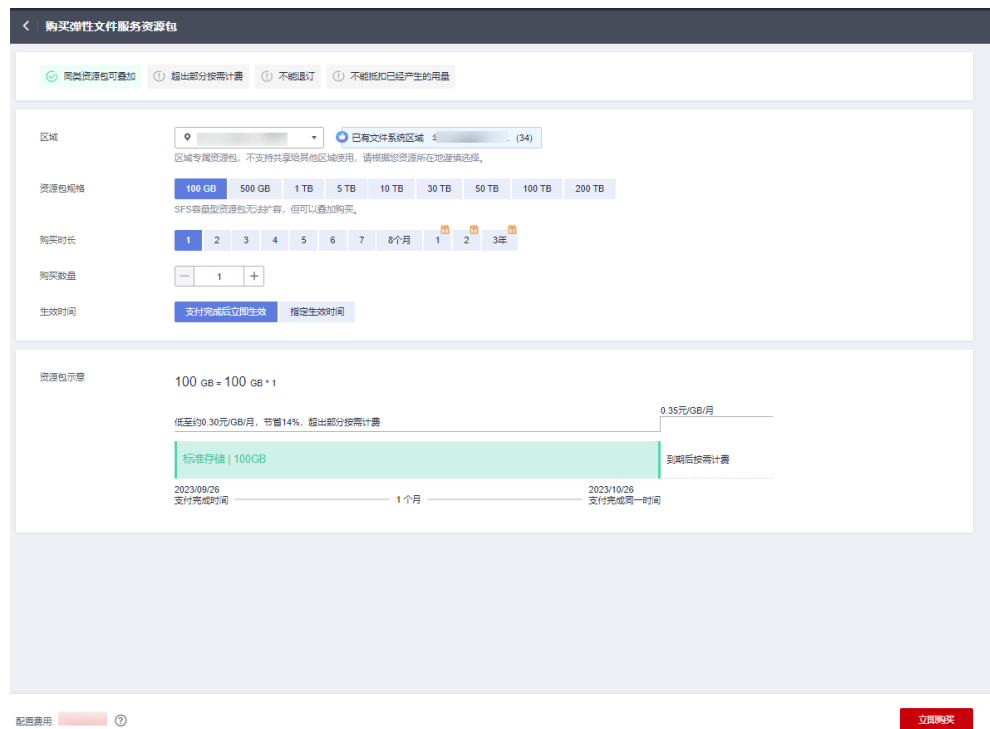 购买弹性文件服务资源包
同类资源包可叠加 超出部分按需计费 不能退订 不能抵扣已经产生的用量
区域 已有文件系统区域 (34)
区域专属资源包，不支持共享给其他区域使用，请根据您资源所在地谨慎选择。
资源包规格 100 GB 500 GB 1 TB 5 TB 10 TB 30 TB 50 TB 100 TB 200 TB
SFS容量型资源包无法扩容，但可以叠加购买。
购买时长 1 2 3 4 5 6 7 8个月 1 2 3年
购买数量 1
生效时间 支付完成后立即生效 指定生效时间
资源包示意
100 GB = 100 GB * 1
0.35元/GB/月
低至约0.30元/GB/月，节省14%，超出部分按需计费
标准存储 | 100GB 到期后按需计费
2023/09/26 2023/10/26
支付完成时间 1 个月 支付完成同一时间
配置费用: 立即购买